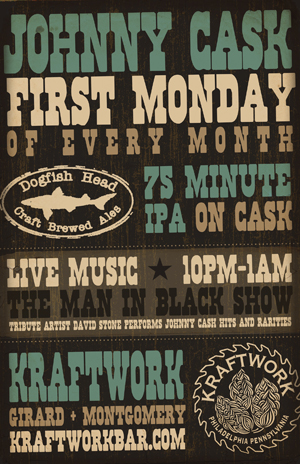 JOHNNY CASK
FIRST MONDAY
OF EVERY MONTH
Dogfish Head
Craft Brewed Ales
75 MINUTE
IPA ON CASK
LIVE MUSIC ★ 10PM-1AM
THE MAN IN BLACK SHOW
TRIBUTE ARTIST DAVID STONE PERFORMS JOHNNY CASH HITS AND RARITIES
KRAFTWORK
GIRARD + MONTGOMERY
KRAFTWORKBAR.COM
KRAFTWORK
PHILADELPHIA PENNSYLVANIA